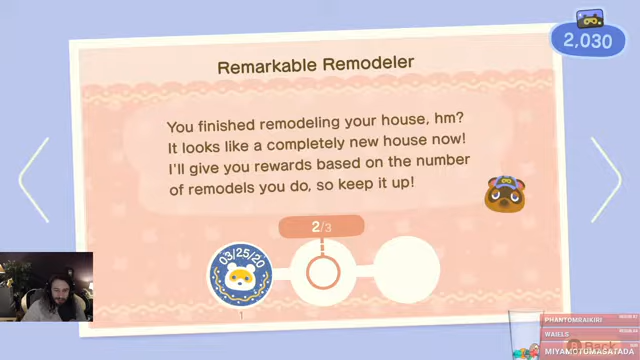 2,030
Remarkable Remodeler
You finished remodeling your house, hm?
It looks like a completely new house now!
I'll give you rewards based on the number
of remodels you do, so keep it up!
2/3
03/25/20
1
PHANTOMRAIKIRI
WAIELS
Back
MIYAMOTOMASATADA